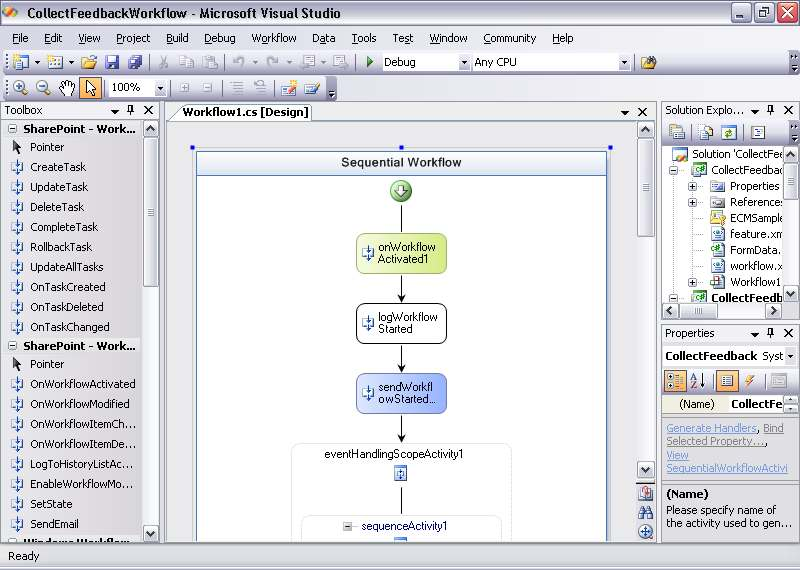 CollectFeedbackWorkflow - Microsoft Visual Studio
File Edit View Project Build Debug Workflow Data Tools Test Window Community Help
Debug Any CPU
100%
Toolbox
SharePoint - Work...
Pointer
CreateTask
UpdateTask
DeleteTask
CompleteTask
RollbackTask
UpdateAllTasks
OnTaskCreated
OnTaskDeleted
OnTaskChanged
SharePoint - Work...
Pointer
OnWorkflowActivated
OnWorkflowModified
OnWorkflowItemCh...
OnWorkflowItemDe...
LogToHistoryListAc...
EnableWorkflowMo...
SetState
SendEmail
Workflow1.cs [Design]
Sequential Workflow
onWorkflow
Activated1
logWorkflow
Started
sendWorkfl
owStarted...
eventHandlingScopeActivity1
sequenceActivity1
Solution Explo...
Solution 'CollectFee
CollectFeedbac
Properties
Reference
ECMSample
feature.xm
FormData.
workflow.x
Workflow1
CollectFeedb
Properties
CollectFeedback Syst
(Name) CollectFe
Generate Handlers, Bind
Selected Property...,
View
SequentialWorkflowActivi
(Name)
Please specify name of
the activity used to gen...
Ready